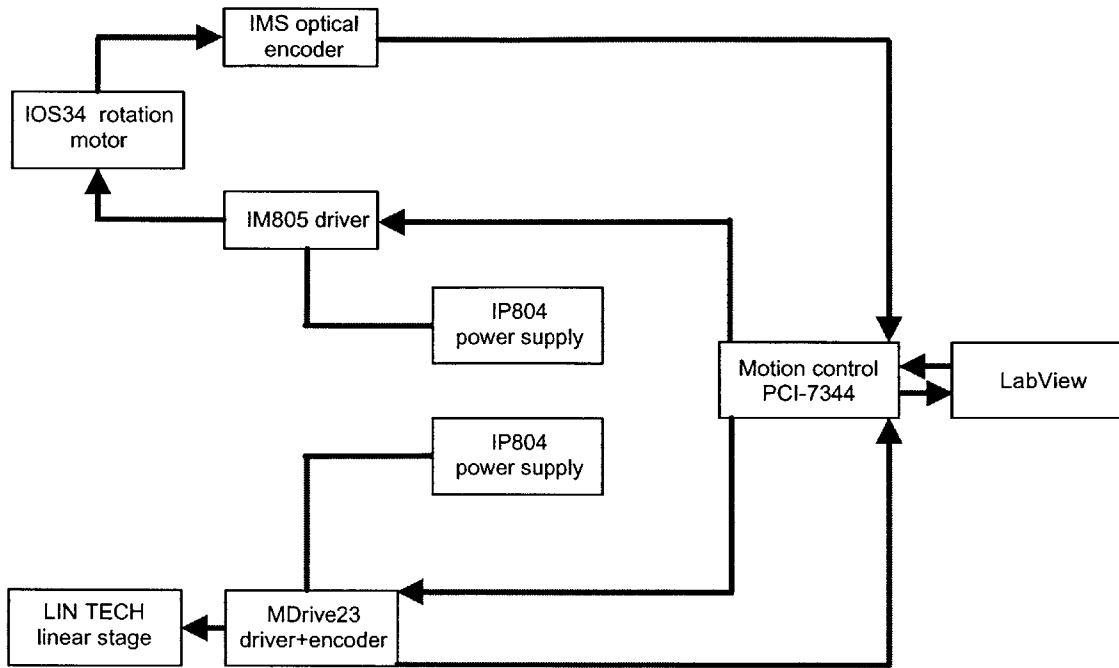 IMS optical
encoder
IOS34 rotation
motor
IM805 driver
IP804
power supply
Motion control
PCI-7344
LabView
IP804
power supply
LIN TECH
linear stage
MDrive23
driver+encoder